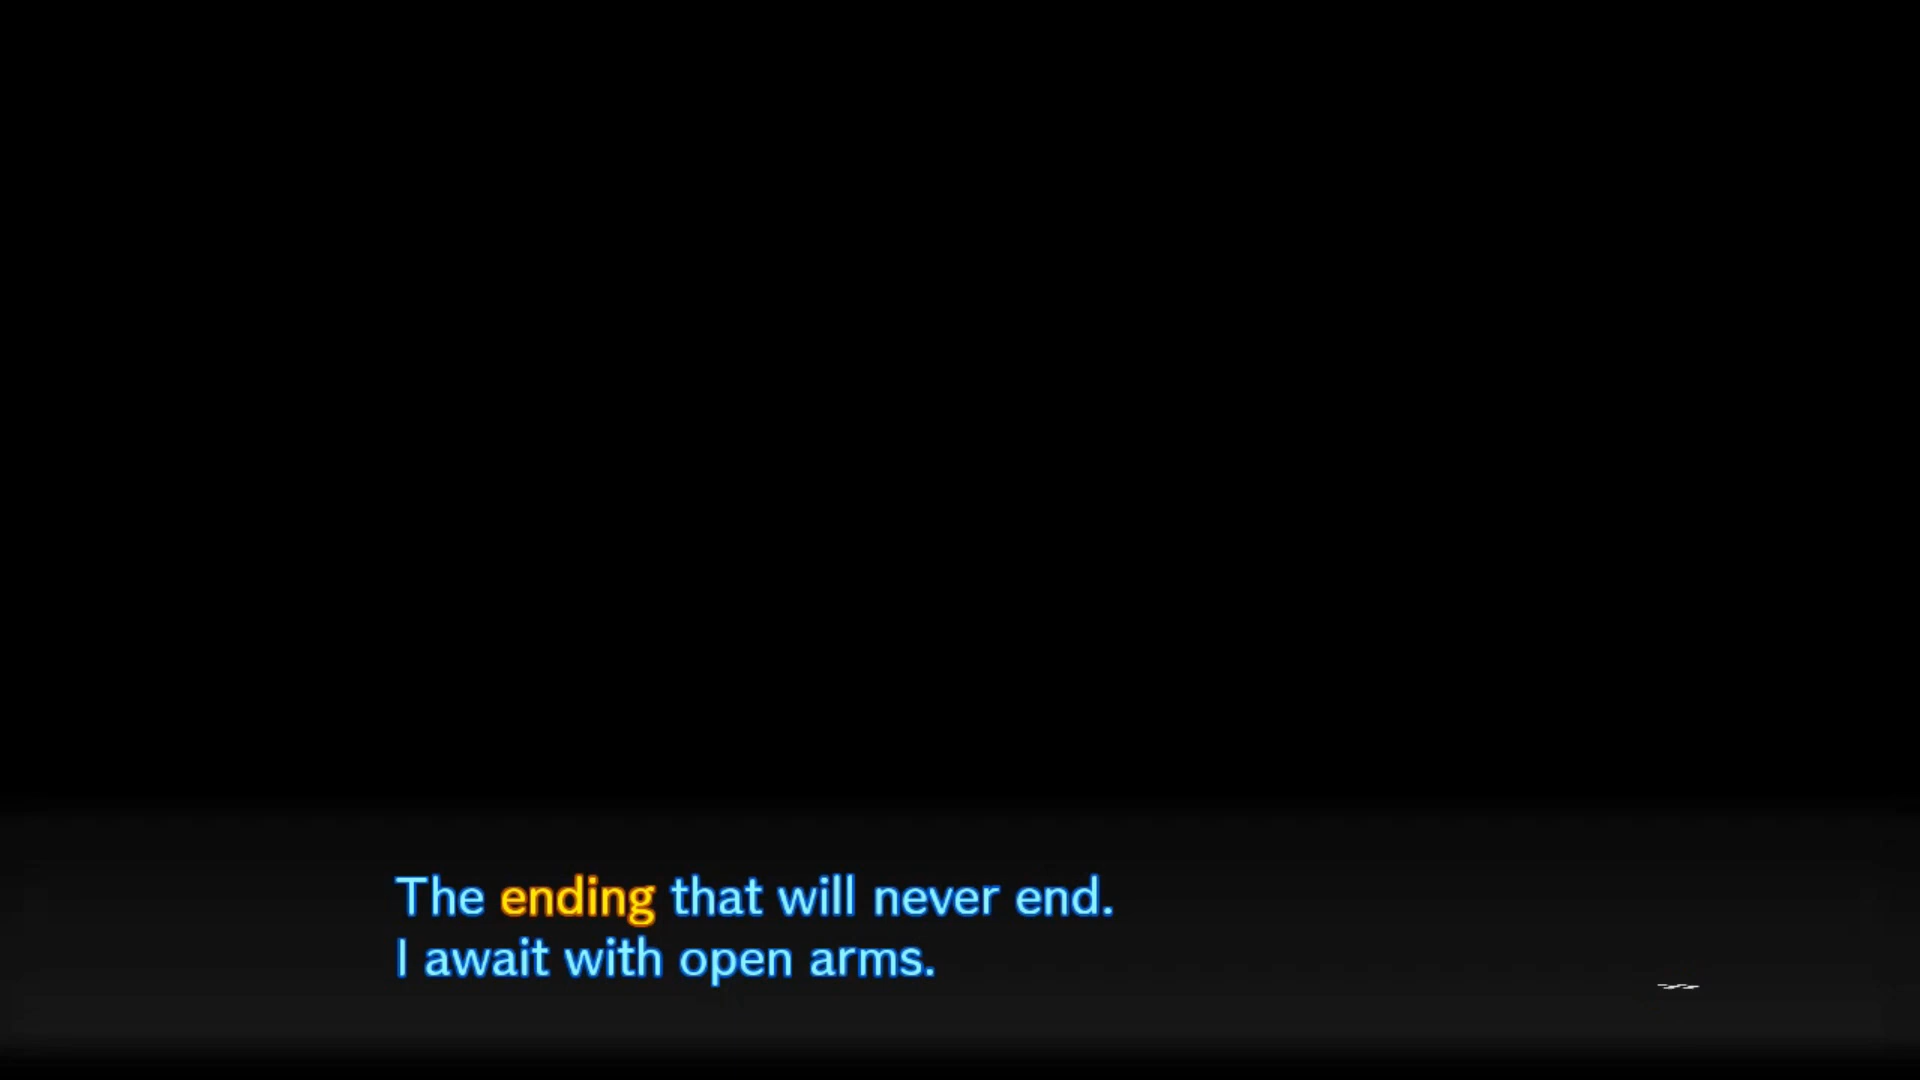 The ending that will never end.
I await with open arms.